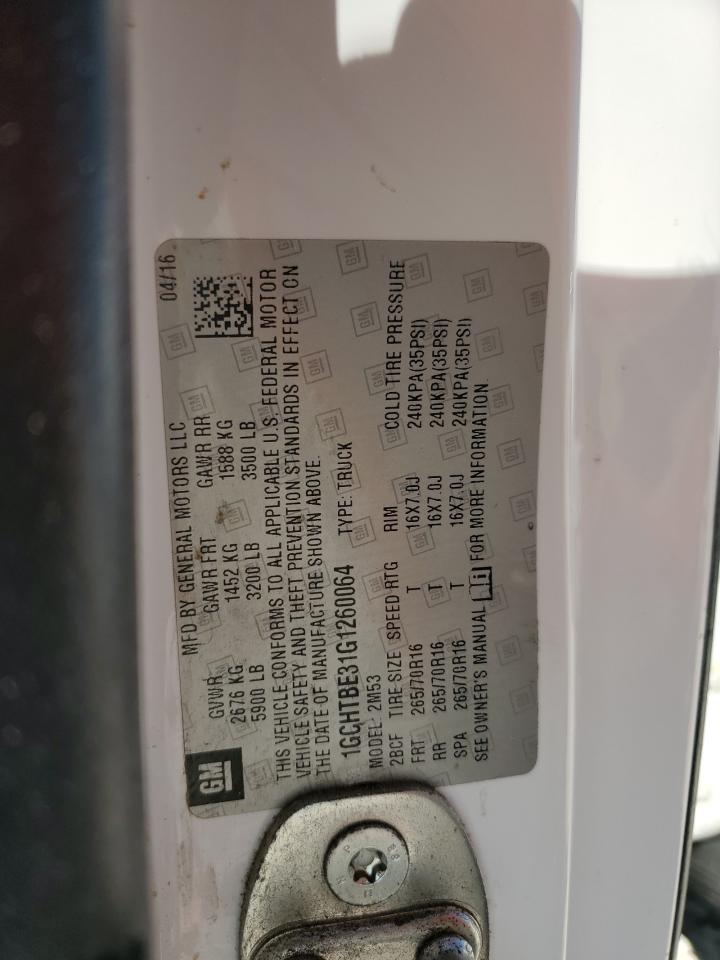 GM
MFD BY GENERAL MOTORS LLC 04/16
GVWR GAWR FRT GAWR RR
2676 KG 1452 KG 1588 KG
5900 LB 3200 LB 3500 LB
THIS VEHICLE CONFORMS TO ALL APPLICABLE U.S. FEDERAL MOTOR
VEHICLE SAFETY AND THEFT PREVENTION STANDARDS IN EFFECT ON
THE DATE OF MANUFACTURE SHOWN ABOVE.
1GCHTBE31G1260064 TYPE: TRUCK
MODEL: 2M53
2BCF TIRE-SIZE SPEED RTG RIM COLD TIRE PRESSURE
FRT 265/70R16 T 16X7.0J 240KPA(35PSI)
RR 265/70R16 T 16X7.0J 240KPA(35PSI)
SPA 265/70R16 T 16X7.0J 240KPA(35PSI)
SEE OWNER'S MANUAL i FOR MORE INFORMATION